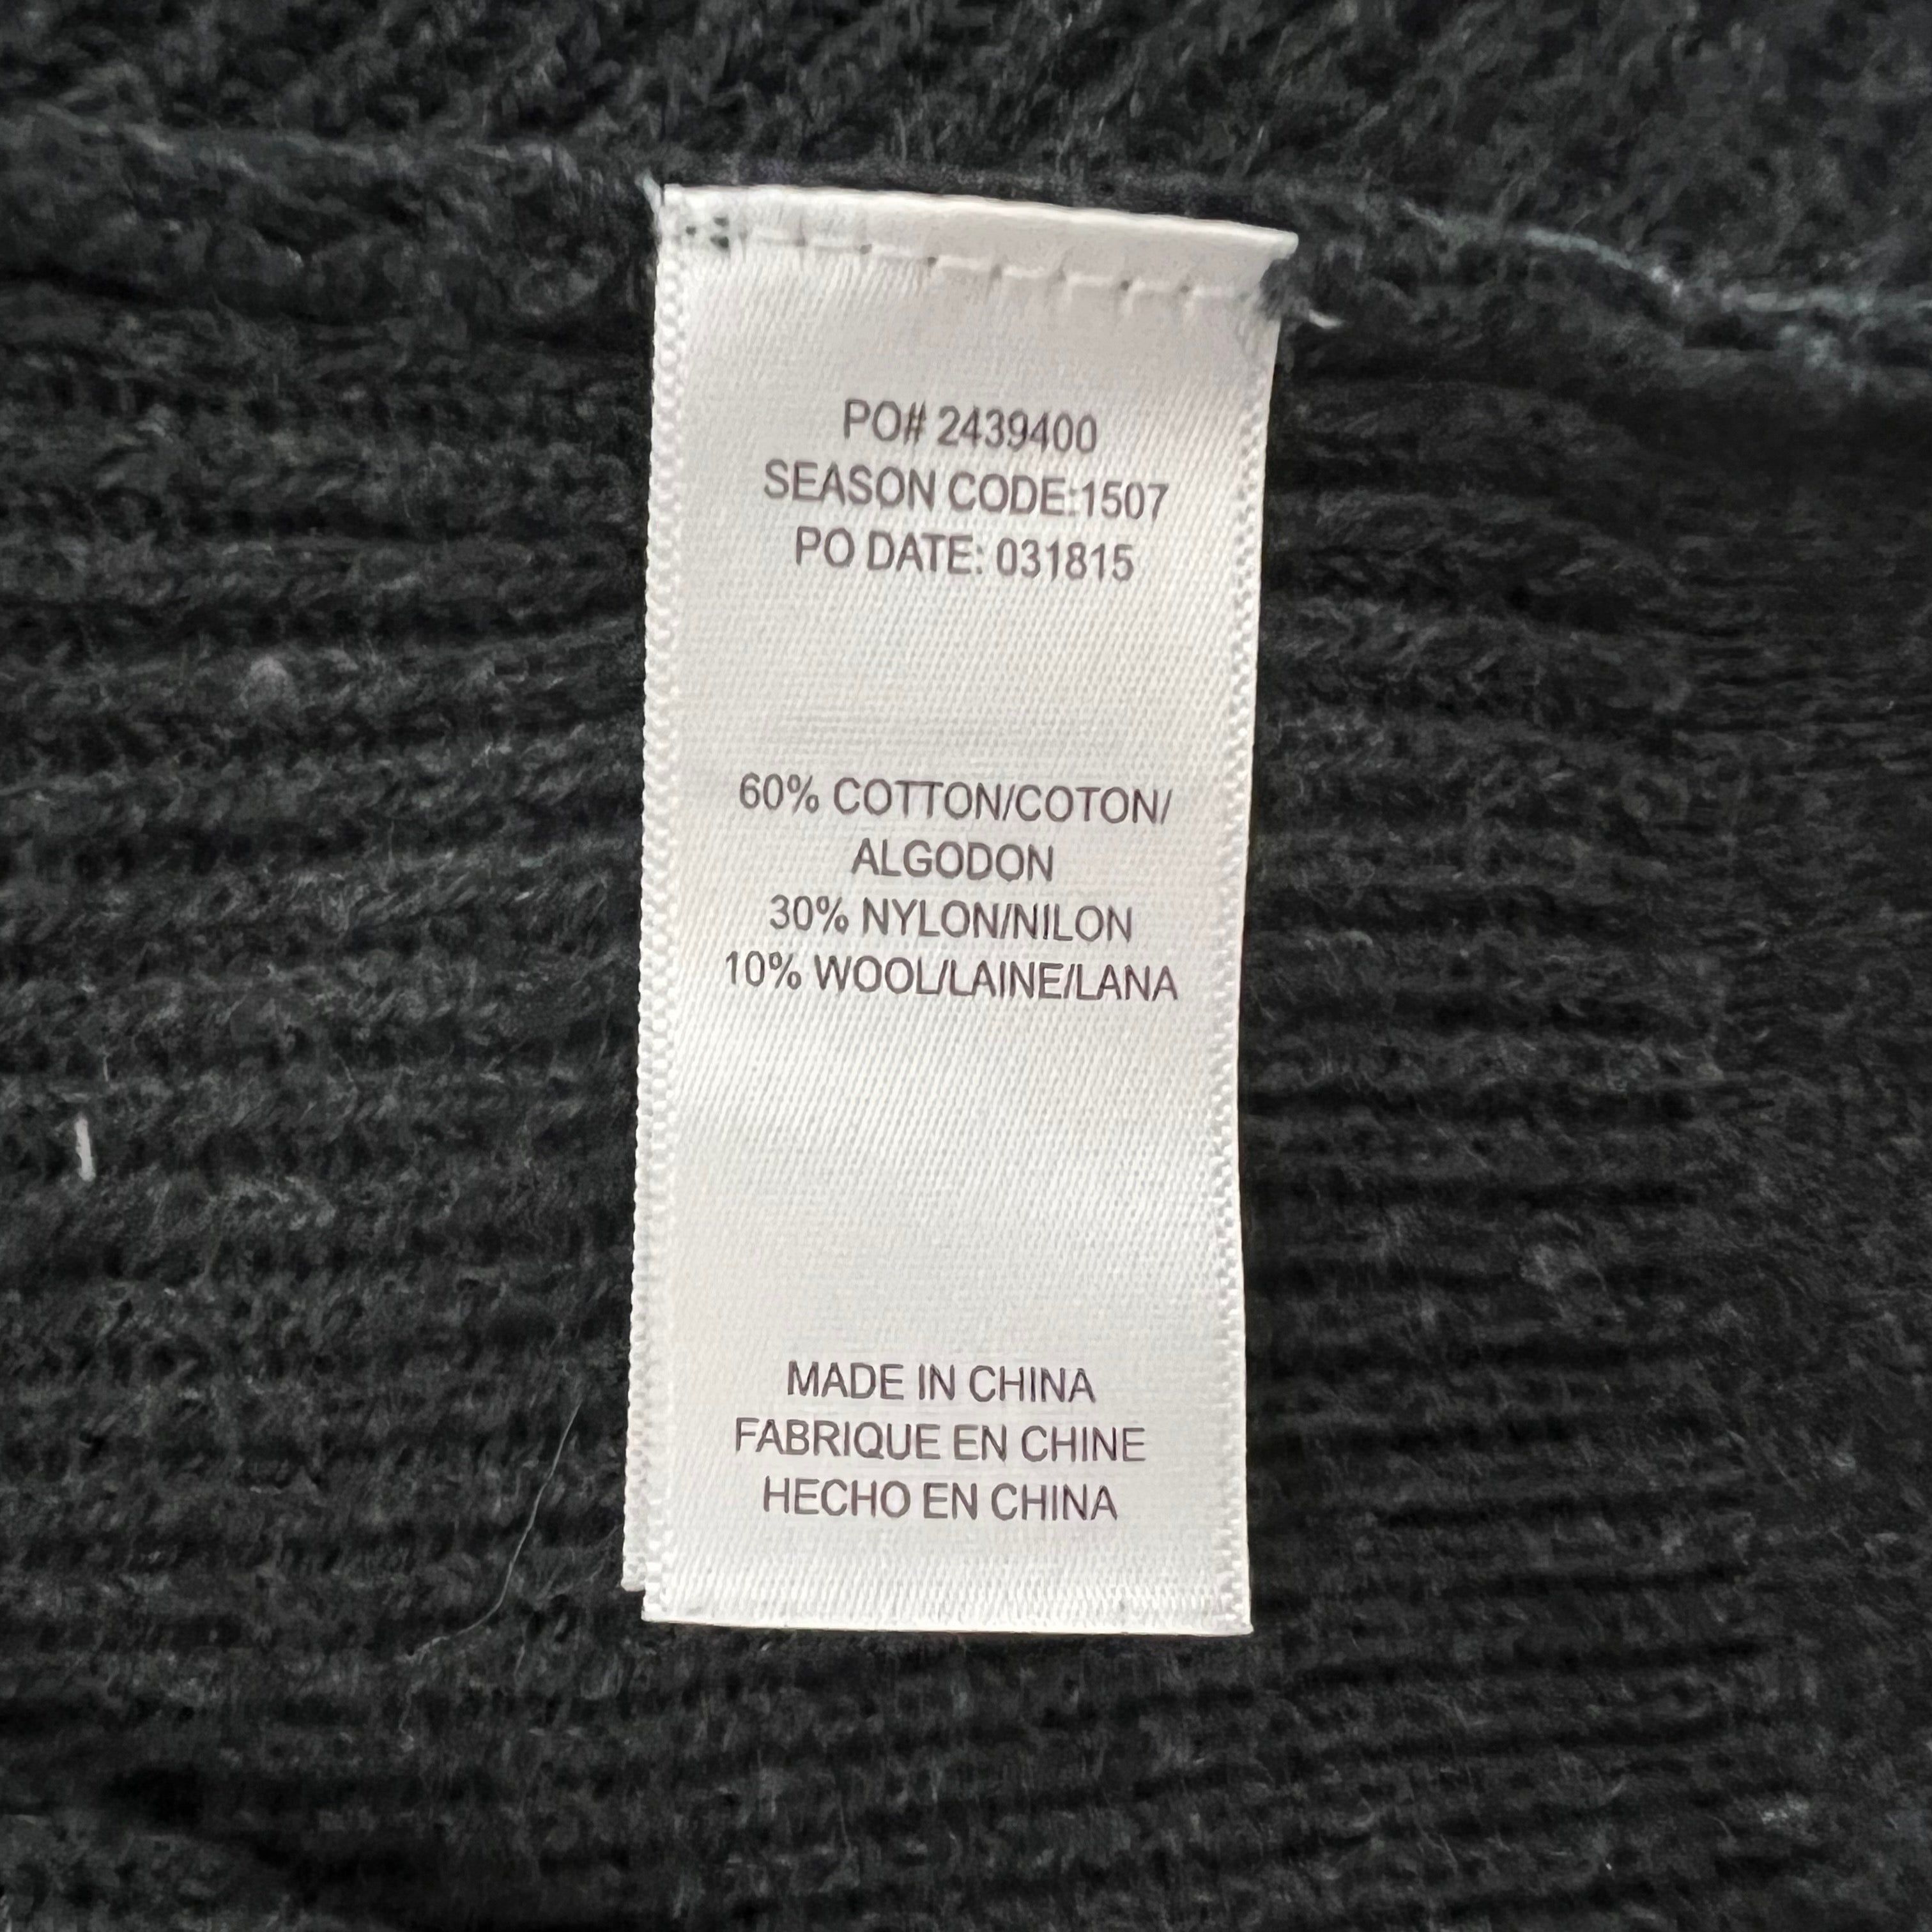 PO# 2439400
SEASON CODE:1507
PO DATE: 031815
60% COTTON/COTON/
ALGODON
30% NYLON/NILON
10% WOOL/LAINE/LANA
MADE IN CHINA
FABRIQUE EN CHINE
HECHO EN CHINA